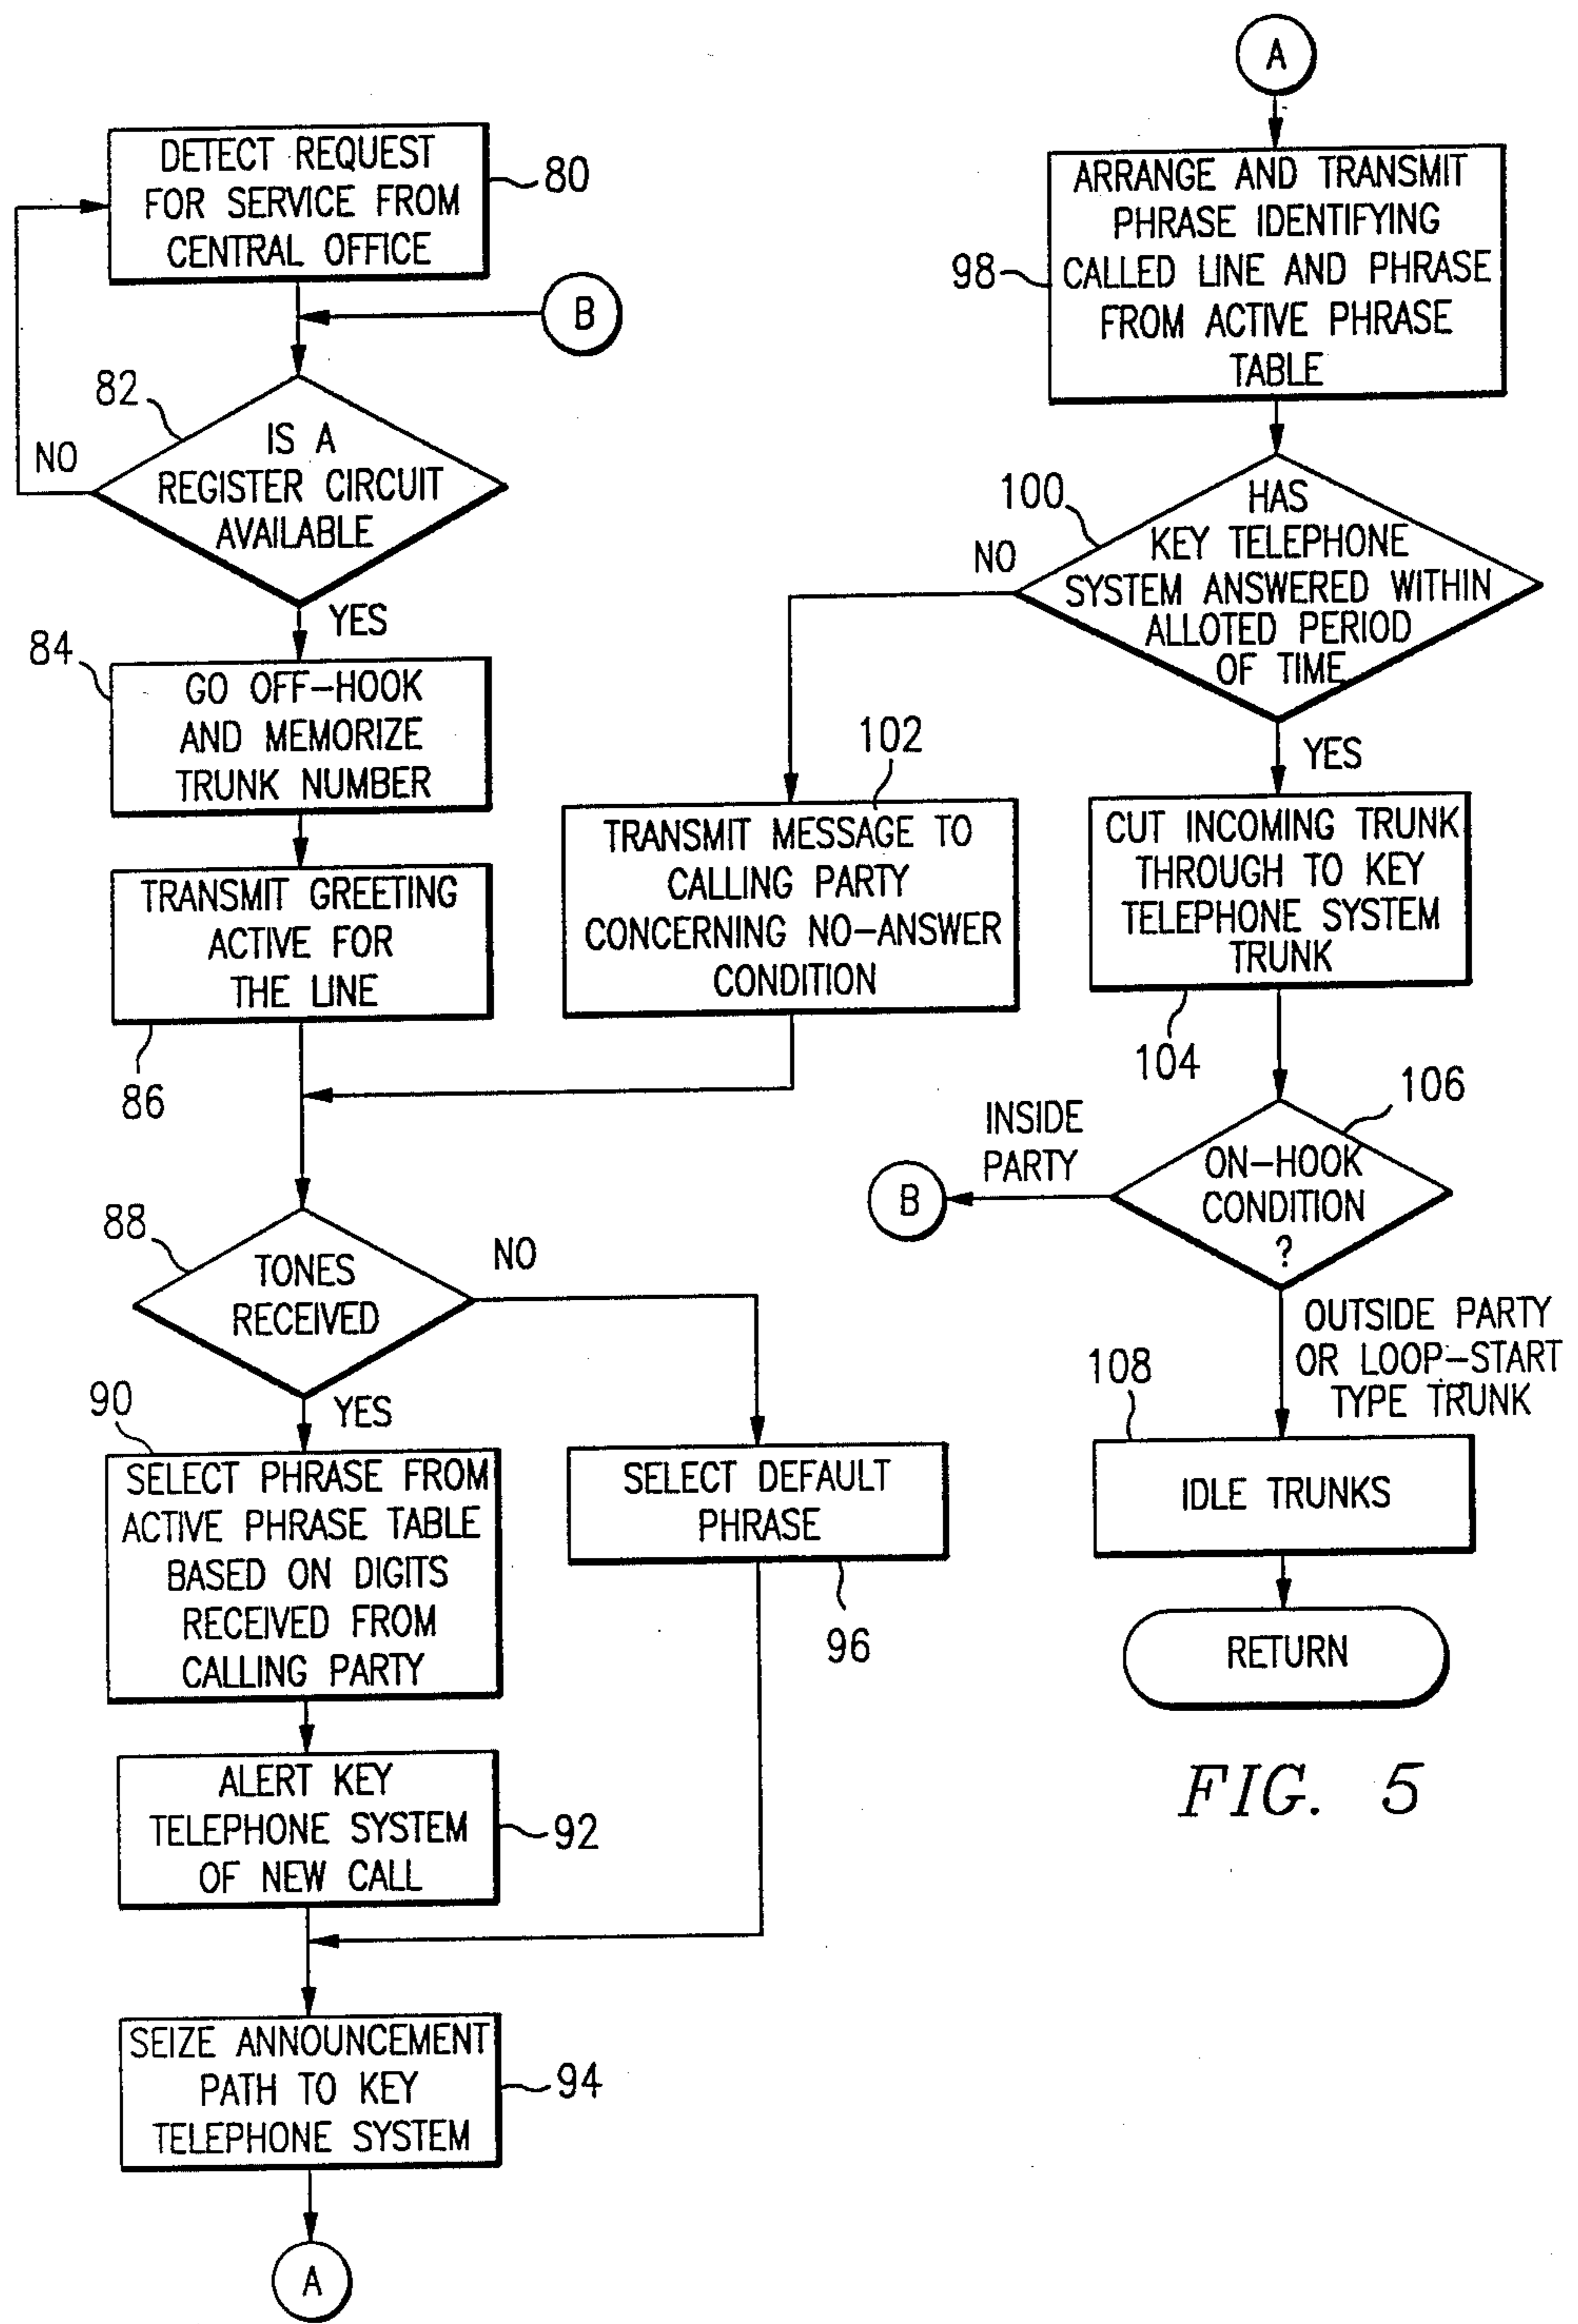 DETECT REQUEST
FOR SERVICE FROM
CENTRAL OFFICE
80
B
82
IS A
REGISTER CIRCUIT
AVAILABLE
NO
YES
84
GO OFF-HOOK
AND MEMORIZE
TRUNK NUMBER
TRANSMIT GREETING
ACTIVE FOR
THE LINE
86
88
TONES
RECEIVED
NO
YES
90
SELECT PHRASE FROM
ACTIVE PHRASE TABLE
BASED ON DIGITS
RECEIVED FROM
CALLING PARTY
SELECT DEFAULT
PHRASE
96
ALERT KEY
TELEPHONE SYSTEM
OF NEW CALL
92
SEIZE ANNOUNCEMENT
PATH TO KEY
TELEPHONE SYSTEM
94
A
A
ARRANGE AND TRANSMIT
PHRASE IDENTIFYING
CALLED LINE AND PHRASE
FROM ACTIVE PHRASE
TABLE
98
100
HAS
KEY TELEPHONE
SYSTEM ANSWERED WITHIN
ALLOTED PERIOD
OF TIME
NO
YES
102
TRANSMIT MESSAGE TO
CALLING PARTY
CONCERNING NO-ANSWER
CONDITION
CUT INCOMING TRUNK
THROUGH TO KEY
TELEPHONE SYSTEM
TRUNK
104
106
ON-HOOK
CONDITION
?
INSIDE
PARTY
B
OUTSIDE PARTY
OR LOOP-START
TYPE TRUNK
108
IDLE TRUNKS
RETURN
FIG. 5